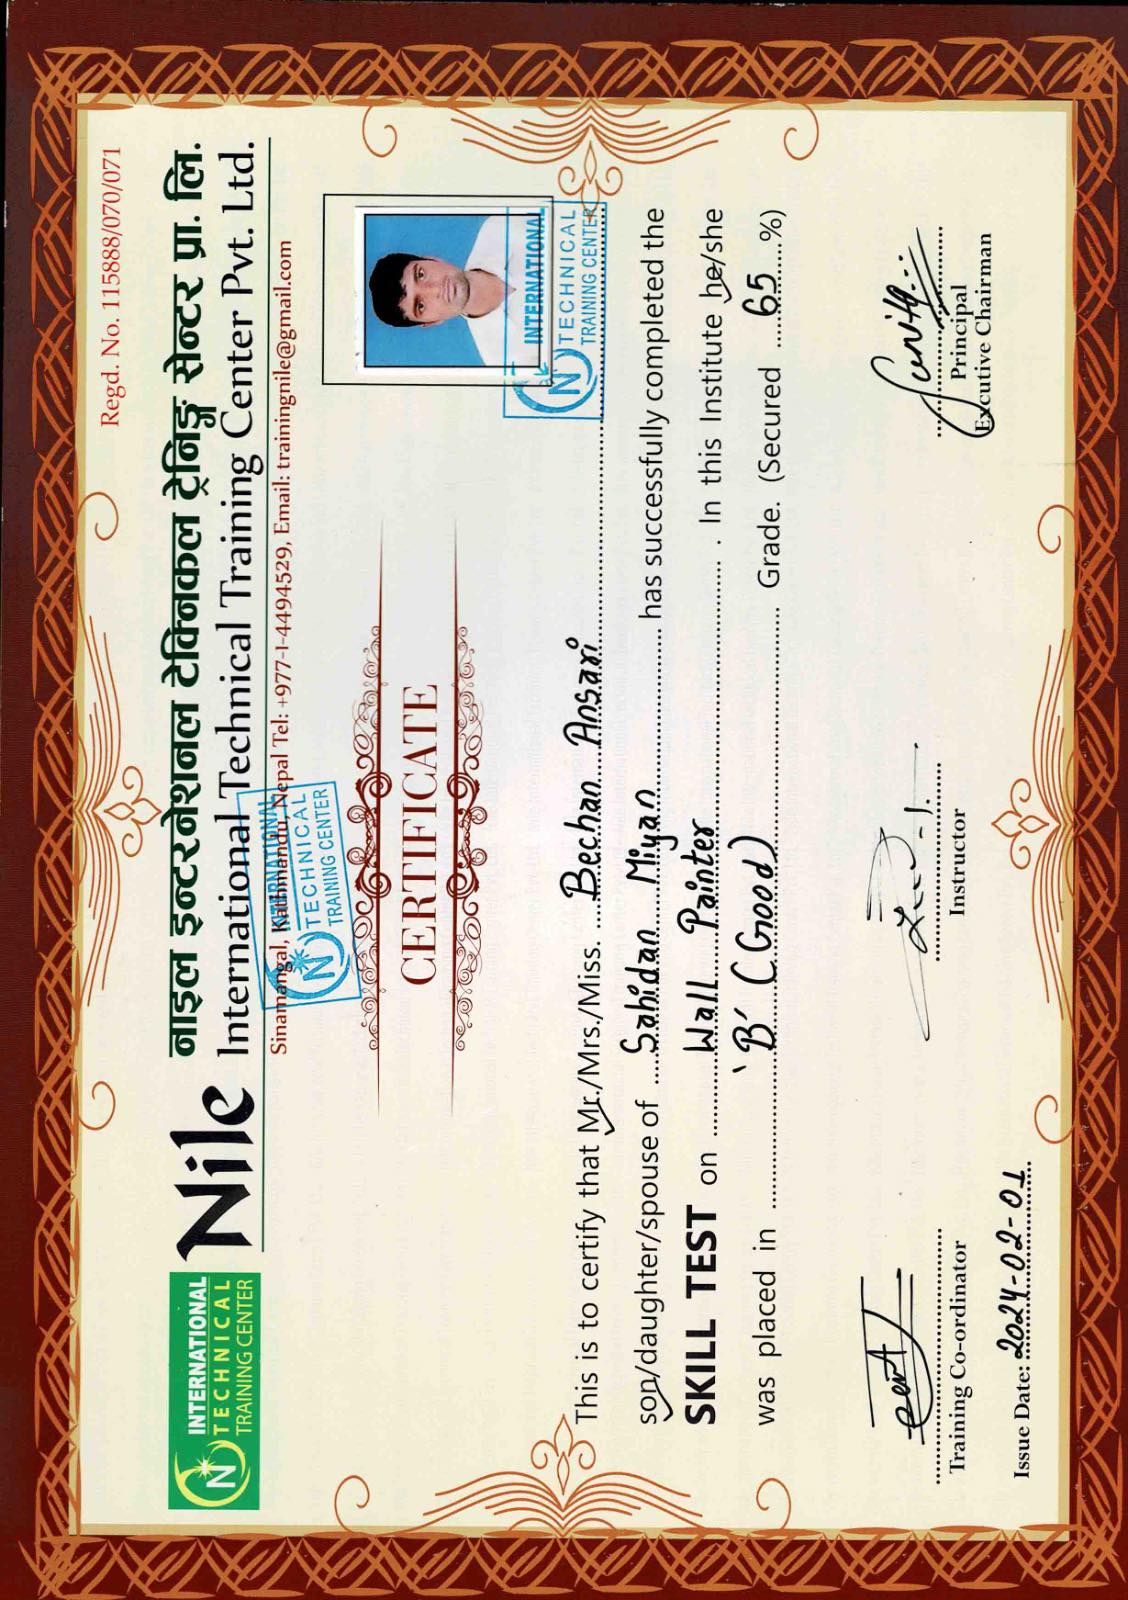 Regd. No. 115888/070/071
INTERNATIONAL
TECHNICAL
TRAINING CENTER
N
Nile
नाइल इन्टरनेशनल टेक्निकल ट्रेनिङ्ग सेन्टर प्रा. लि.
International Technical Training Center Pvt. Ltd.
Sinamangal, Kathmandu, Nepal Tel: +977-1-4494529, Email: trainingnile@gmail.com
INTERNATIONAL
TECHNICAL
TRAINING CENTER
N
CERTIFICATE
INTERNATIONAL
TECHNICAL
TRAINING CENTER
N
This is to certify that Mr./Mrs./Miss. Bechan Ansari
son/daughter/spouse of Sahidan Miyan has successfully completed the
SKILL TEST on Wall Painter. In this Institute he/she
was placed in 'B' (Good) Grade. (Secured 65 %)
Training Co-ordinator
Instructor
Principal
Excutive Chairman
Issue Date: 2024-02-01